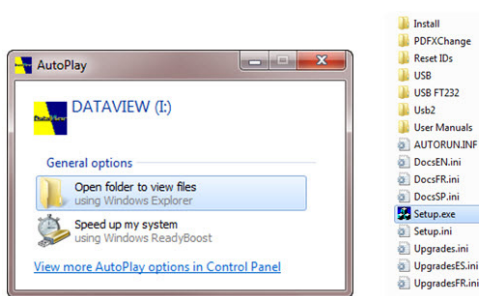 AutoPlay
DATAVIEW (I:)
General options
Open folder to view files
using Windows Explorer
Speed up my system
using Windows ReadyBoost
View more AutoPlay options in Control Panel
Install
PDFXChange
Reset IDs
USB
USB FT232
Usb2
User Manuals
AUTORUN.INF
DocsEN.ini
DocsFR.ini
DocsSP.ini
Setup.exe
Setup.ini
Upgrades.ini
UpgradesES.ini
UpgradesFR.ini